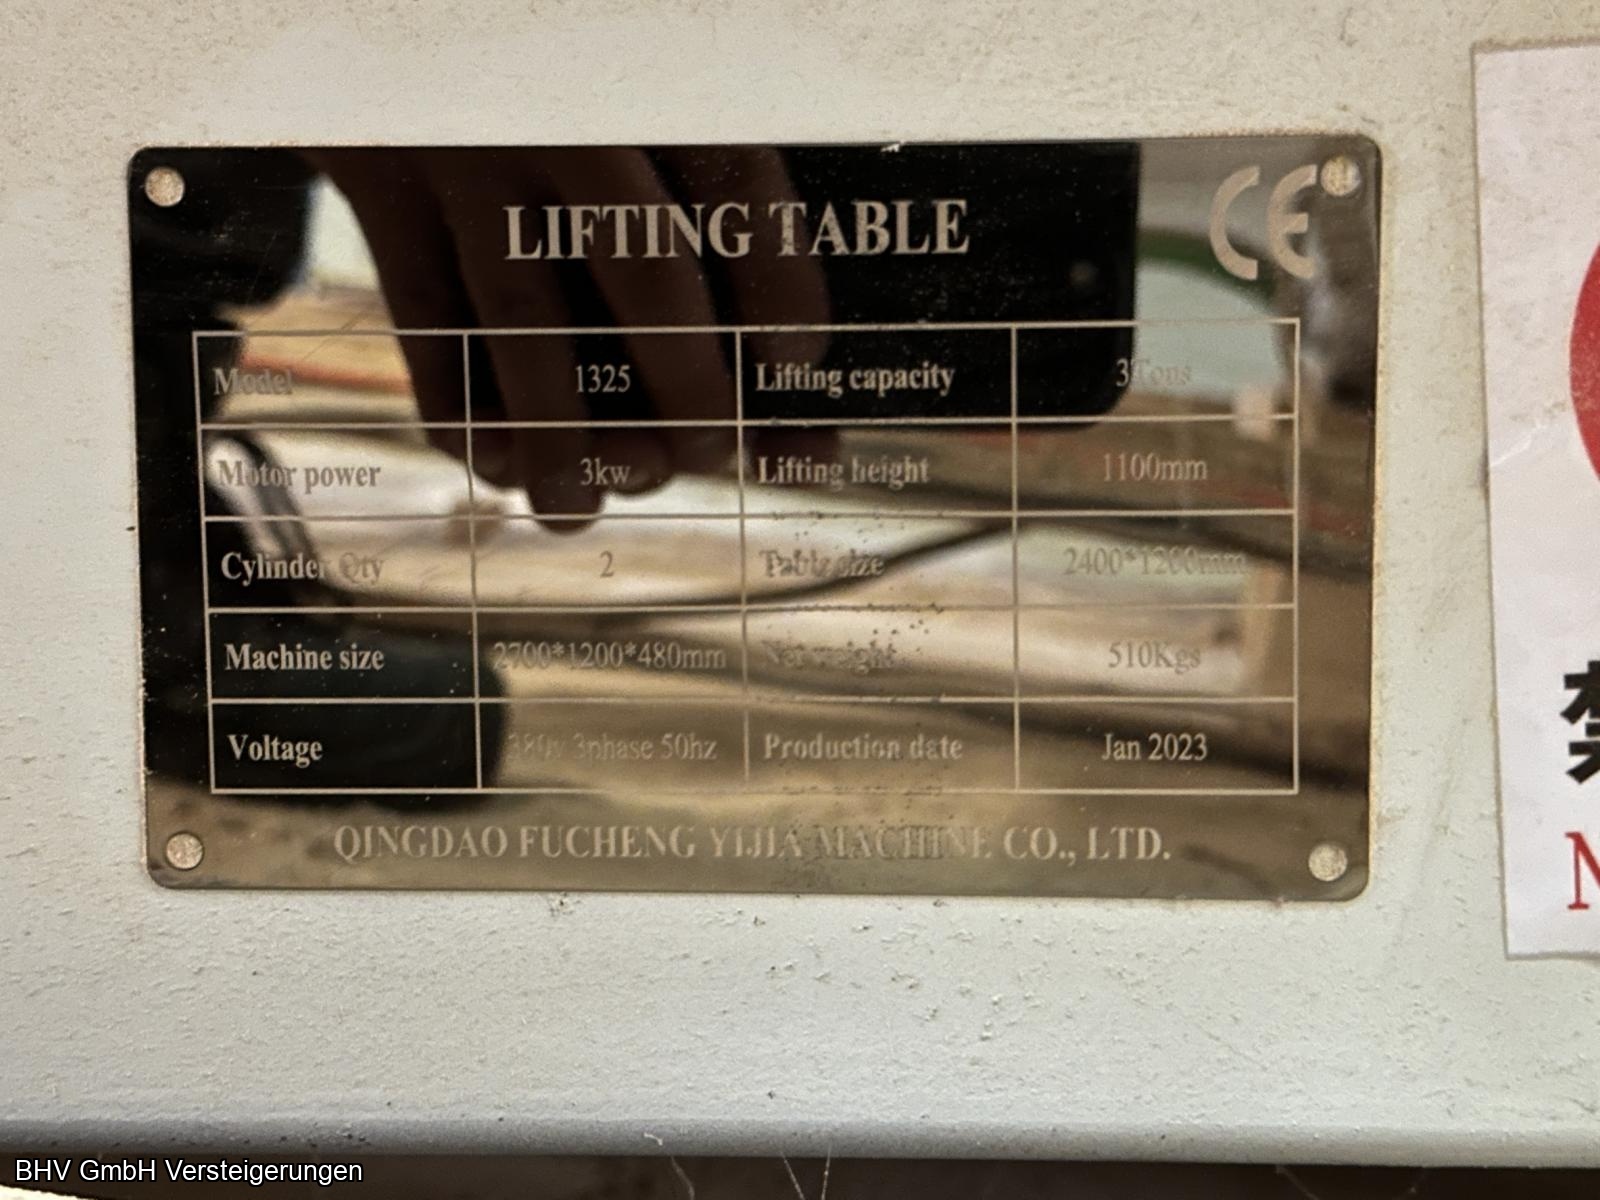 LIFTING TABLE CE
Model 1325 Lifting capacity 3Tons
Motor power 3kw Lifting height 1100mm
Cylinder Qty 2 Table size 2400*1200mm
Machine size 2700*1200*480mm Net weight 510Kgs
Voltage 380v 3phase 50hz Production date Jan 2023
QINGDAO FUCHENG YIJIA MACHINE CO., LTD.
禁
N
BHV GmbH Versteigerungen